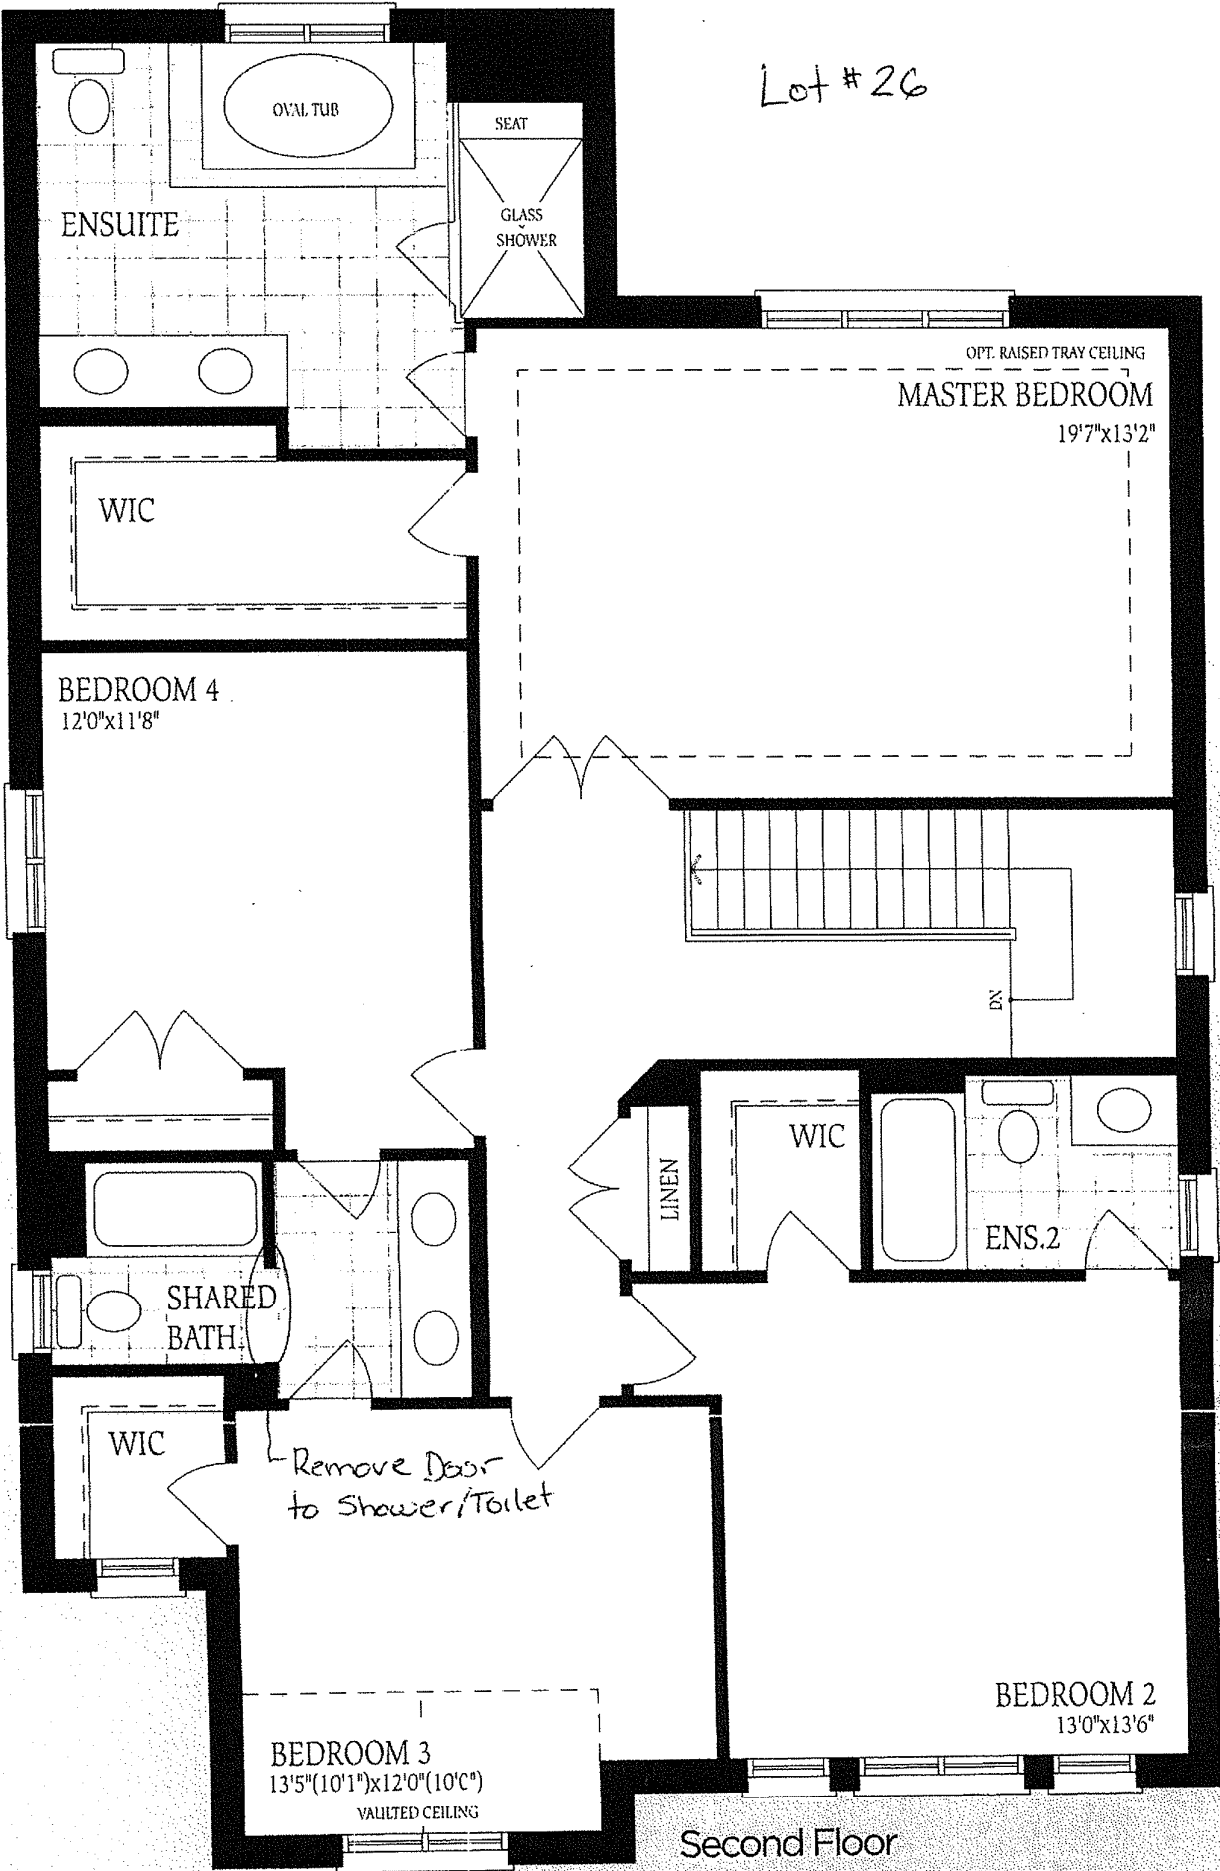 Lot #26
OVAL TUB
SEAT
ENSUITE
GLASS
SHOWER
OPT. RAISED TRAY CEILING
MASTER BEDROOM
19'7"x13'2"
WIC
BEDROOM 4
12'0"x11'8"
DN
WIC
LINEN
ENS.2
SHARED
BATH.
WIC
Remove Door
to Shower/Toilet
BEDROOM 2
13'0"x13'6"
BEDROOM 3
13'5"(10'1")x12'0"(10'C")
VAULTED CEILING
Second Floor